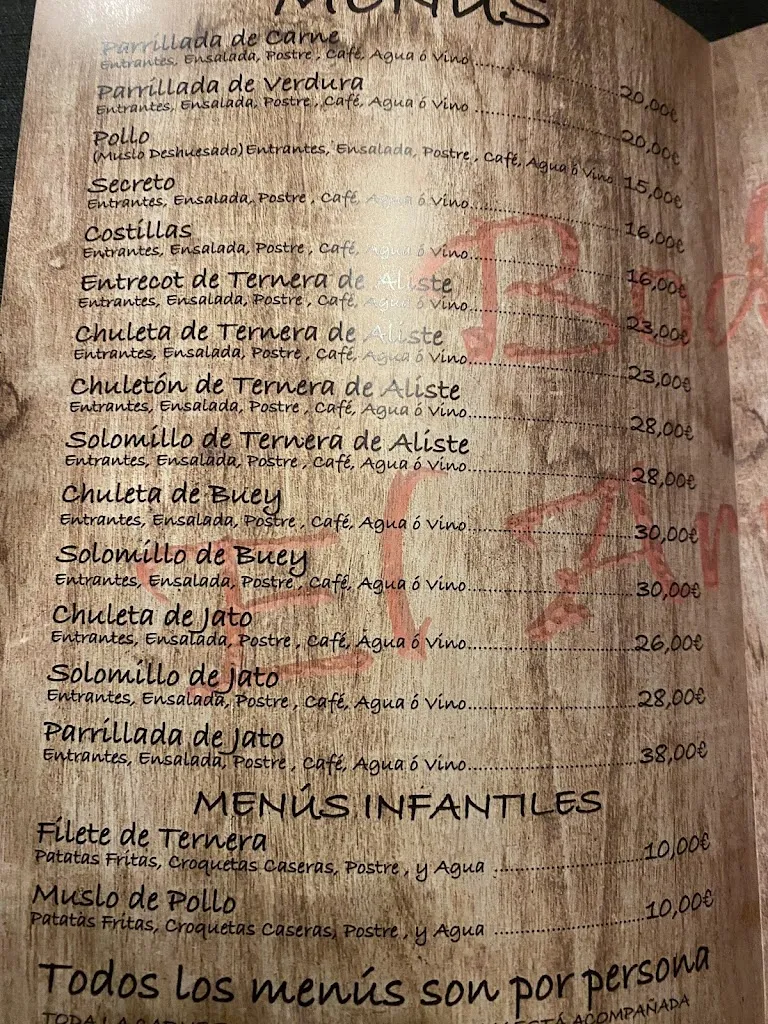 MENÚS
Parrillada de Carne
Entrantes, Ensalada, Postre , Café, Agua ó Vino 20,00€
Parrillada de Verdura
Entrantes, Ensalada, Postre , Café, Agua ó Vino 20,00€
Pollo
(Muslo Deshuesado) Entrantes, Ensalada, Postre , Café, Agua ó Vino 15,00€
Secreto
Entrantes, Ensalada, Postre , Café, Agua ó Vino 16,00€
Costillas
Entrantes, Ensalada, Postre , Café, Agua ó Vino 16,00€
Entrecot de Ternera de Aliste
Entrantes, Ensalada, Postre , Café, Agua ó Vino 23,00€
Chuleta de Ternera de Aliste
Entrantes, Ensalada, Postre , Café, Agua ó Vino 23,00€
Chuletón de Ternera de Aliste
Entrantes, Ensalada, Postre , Café, Agua ó Vino 28,00€
Solomillo de Ternera de Aliste
Entrantes, Ensalada, Postre , Café, Agua ó Vino 28,00€
Chuleta de Buey
Entrantes, Ensalada, Postre , Café, Agua ó Vino 30,00€
Solomillo de Buey
Entrantes, Ensalada, Postre , Café, Agua ó Vino 30,00€
Chuleta de Jato
Entrantes, Ensalada, Postre , Café, Agua ó Vino 26,00€
Solomillo de Jato
Entrantes, Ensalada, Postre , Café, Agua ó Vino 28,00€
Parrillada de Jato
Entrantes, Ensalada, Postre , Café, Agua ó Vino 38,00€
MENÚS INFANTILES
Filete de Ternera
Patatas Fritas, Croquetas Caseras, Postre , y Agua 10,00€
Muslo de Pollo
Patatas Fritas, Croquetas Caseras, Postre , y Agua 10,00€
Todos los menús son por persona
TODA LA ESTÁ ACOMPAÑADA
El